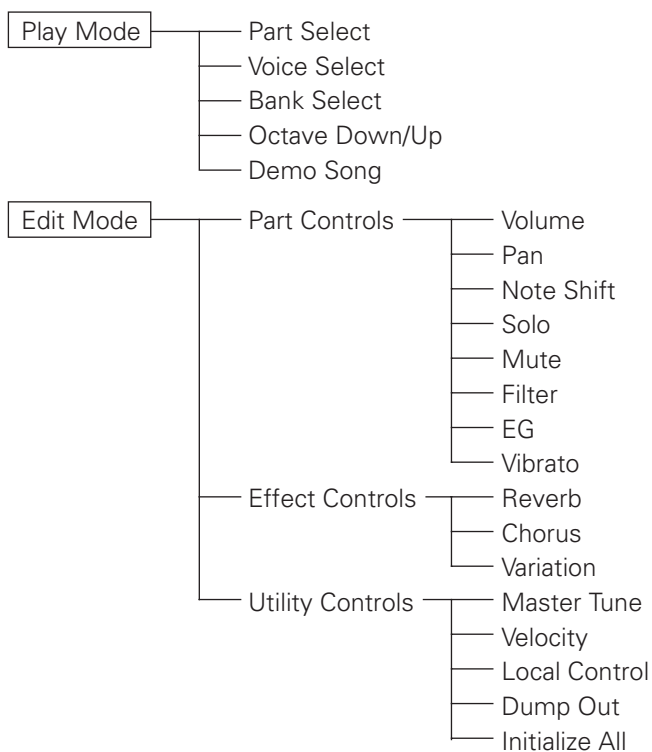 Play Mode Part Select
Voice Select
Bank Select
Octave Down/Up
Demo Song
Edit Mode Part Controls Volume
Pan
Note Shift
Solo
Mute
Filter
EG
Vibrato
Effect Controls Reverb
Chorus
Variation
Utility Controls Master Tune
Velocity
Local Control
Dump Out
Initialize All